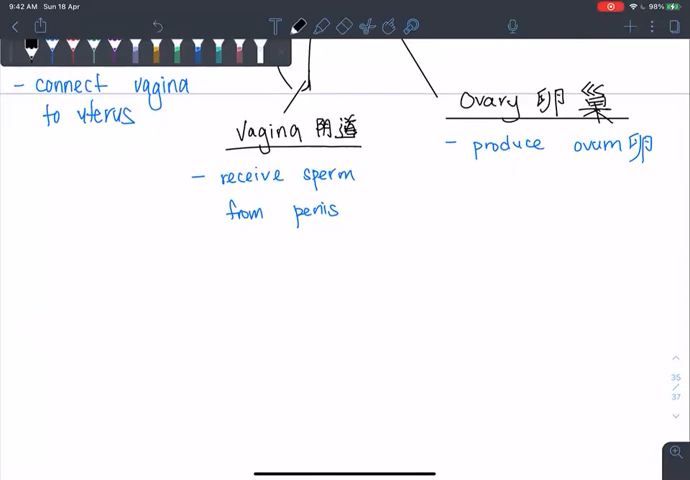 9:42 AM Sun 18 Apr
98%
- connect vagina
to uterus
Vagina 阴道
- receive sperm
from penis
Ovary 卵巢
- produce ovum 卵
35
/
37